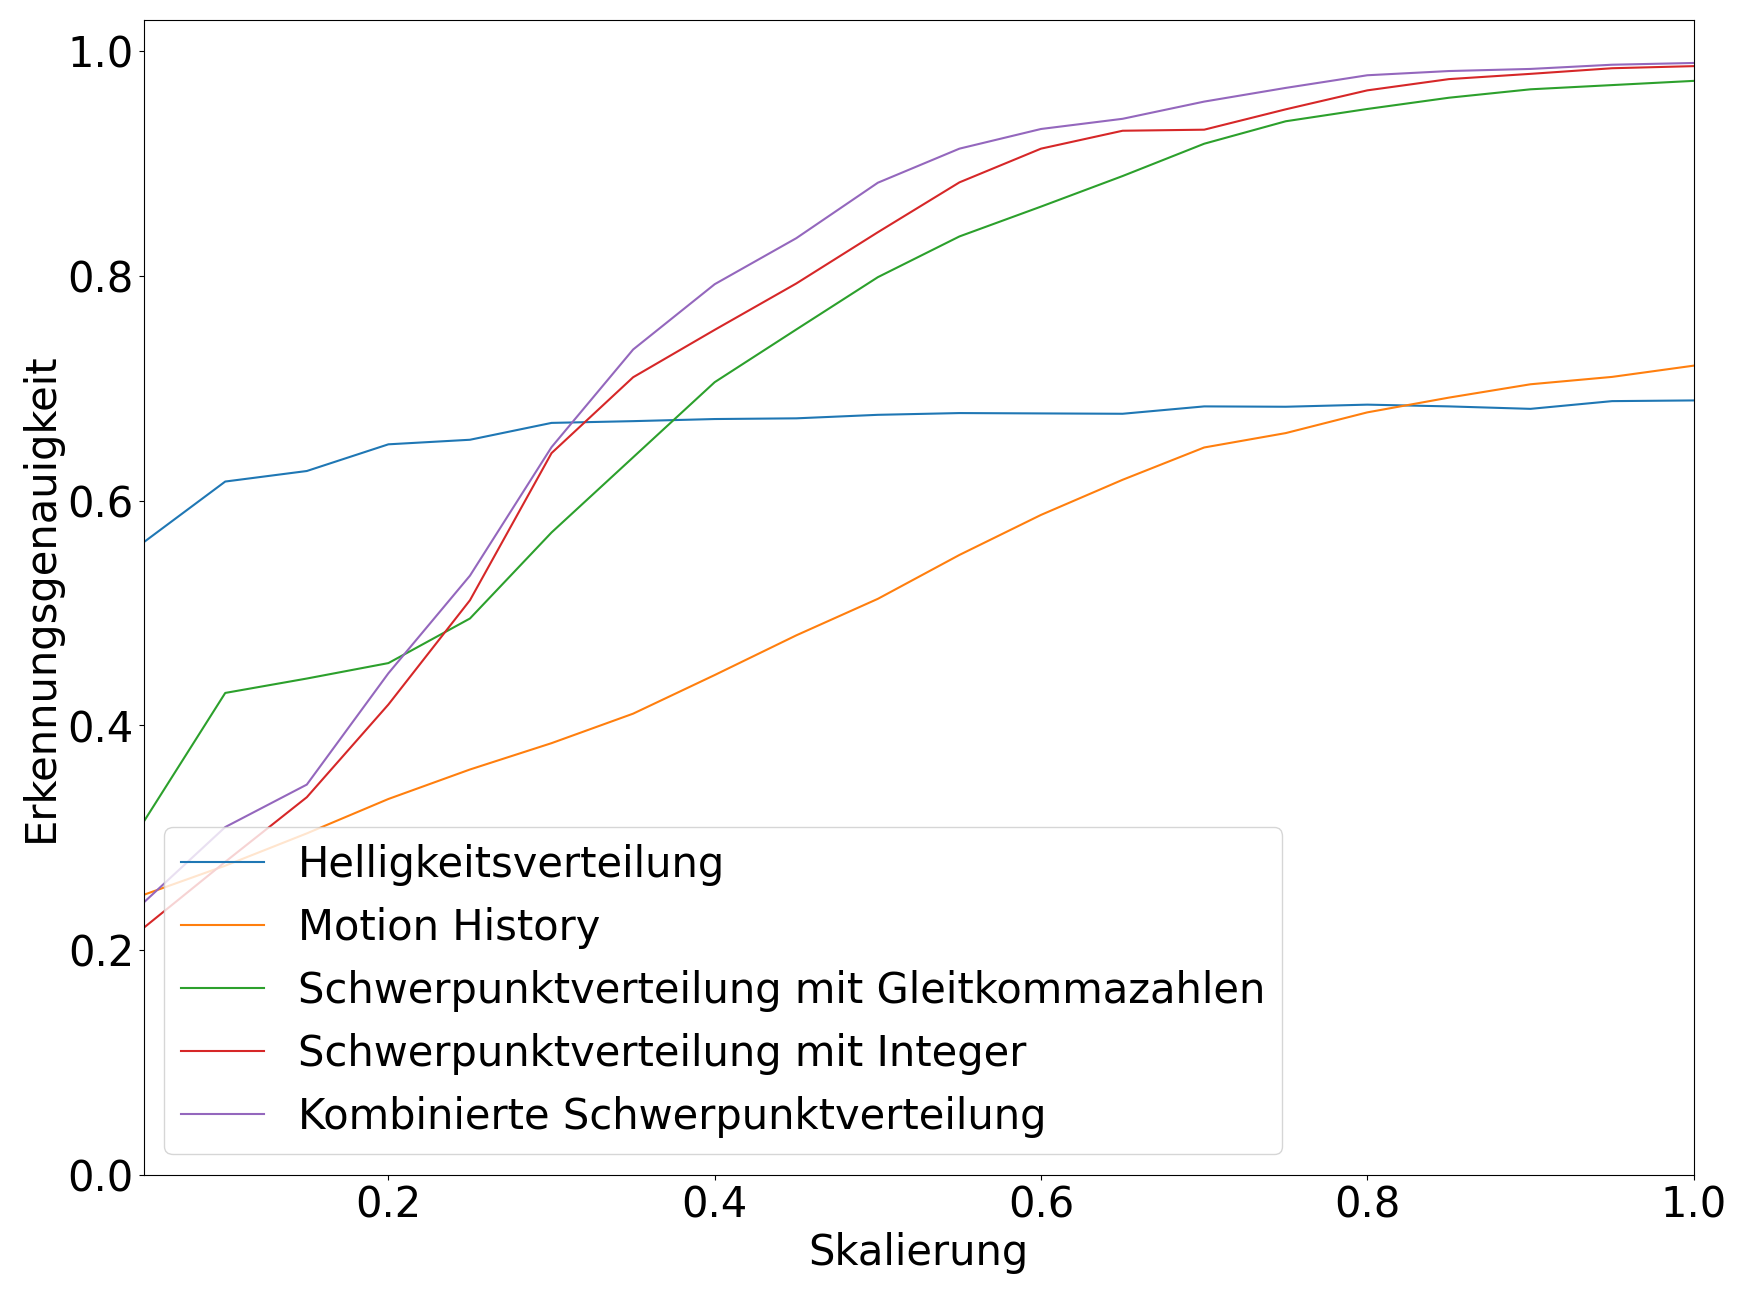 1.0
0.8
0.6
0.4
0.2
0.0
Erkennungsgenauigkeit
Helligkeitsverteilung
Motion History
Schwerpunktverteilung mit Gleitkommazahlen
Schwerpunktverteilung mit Integer
Kombinierte Schwerpunktverteilung
0.2 0.4 0.6 0.8 1.0
Skalierung